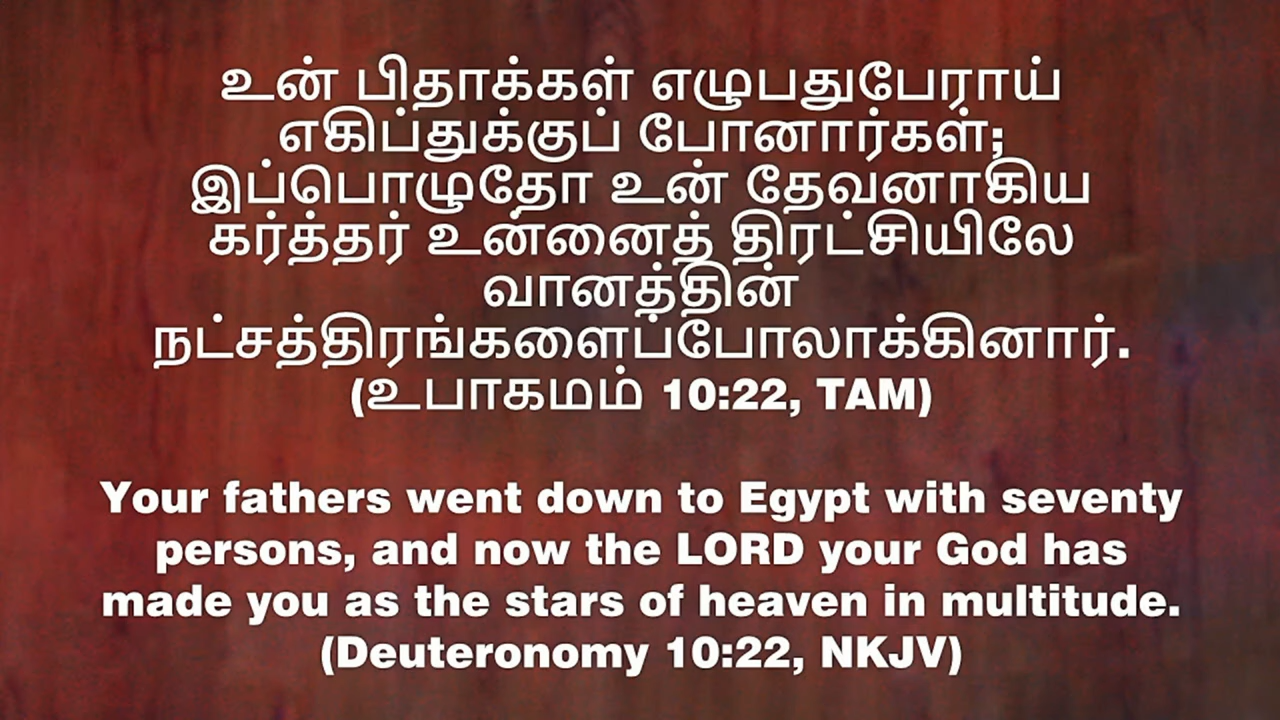 உன் பிதாக்கள் எழுபதுபேராய்
எகிப்துக்குப் போனார்கள்;
இப்பொழுதோ உன் தேவனாகிய
கர்த்தர் உன்னைத் திரட்சியிலே
வானத்தின்
நட்சத்திரங்களைப்போலாக்கினார்.
(உபாகமம் 10:22, TAM)
Your fathers went down to Egypt with seventy
persons, and now the LORD your God has
made you as the stars of heaven in multitude.
(Deuteronomy 10:22, NKJV)